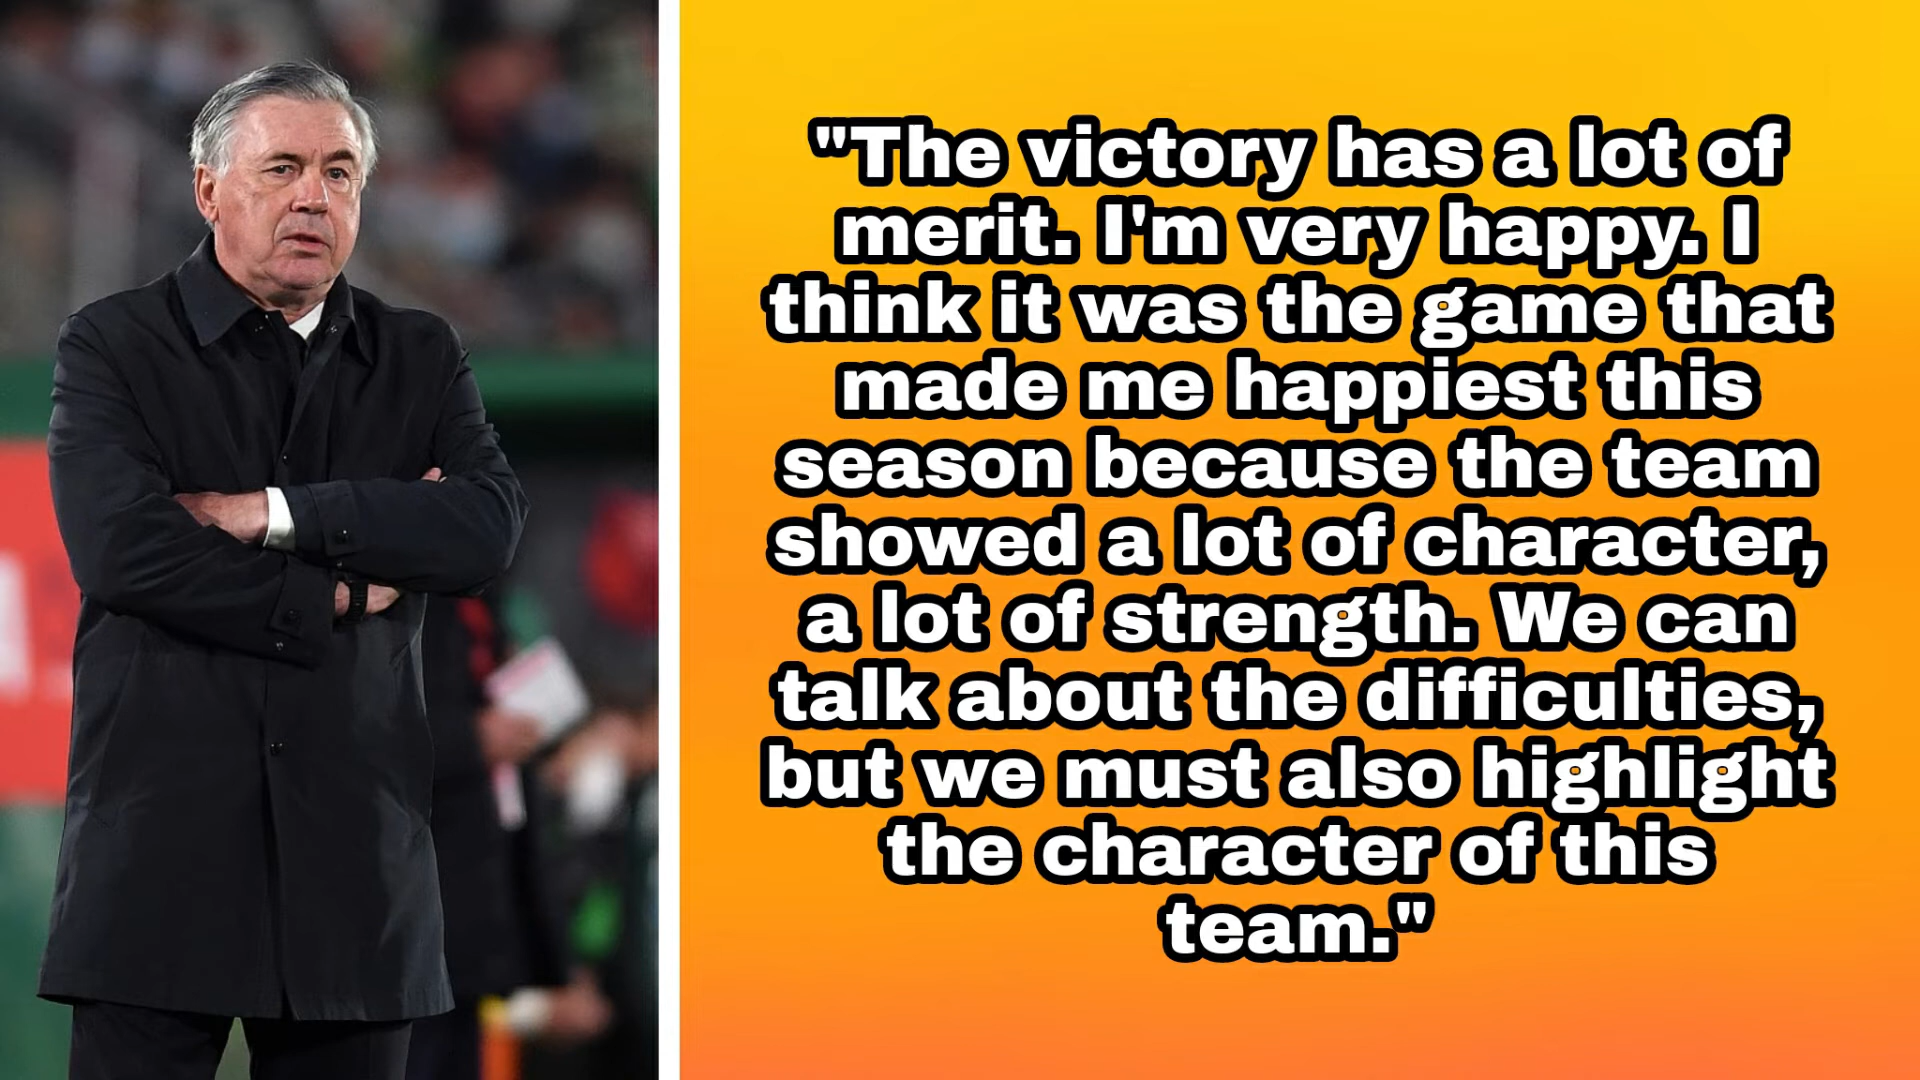 "The victory has a lot of
merit. I'm very happy. I
think it was the game that
made me happiest this
season because the team
showed a lot of character,
a lot of strength. We can
talk about the difficulties,
but we must also highlight
the character of this
team."